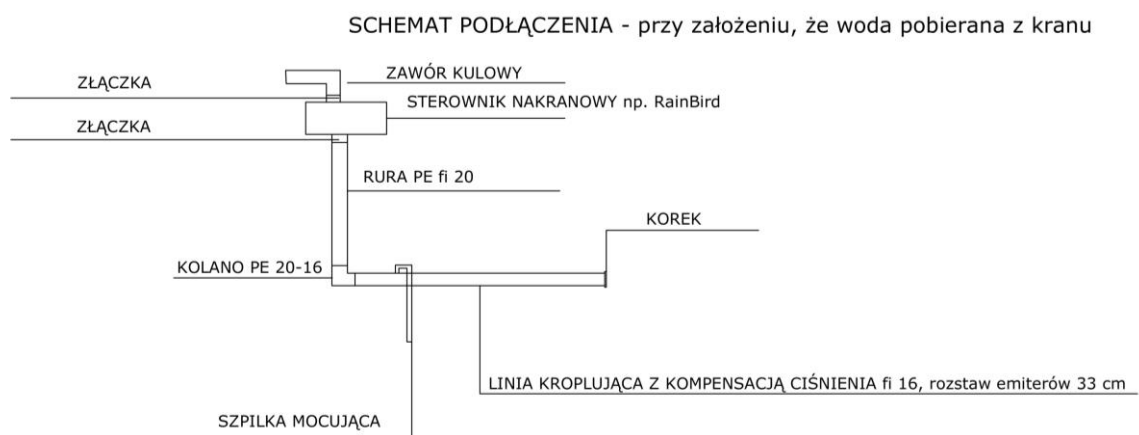 SCHEMAT PODŁĄCZENIA - przy założeniu, że woda pobierana z kranu
ZAWÓR KULOWY
ZŁĄCZKA
STEROWNIK NAKRANOWY np. RainBird
ZŁĄCZKA
RURA PE fi 20
KOREK
KOLANO PE 20-16
LINIA KROPLUJĄCA Z KOMPENSACJĄ CIŚNIENIA fi 16, rozstaw emiterów 33 cm
SZPILKA MOCUJĄCA